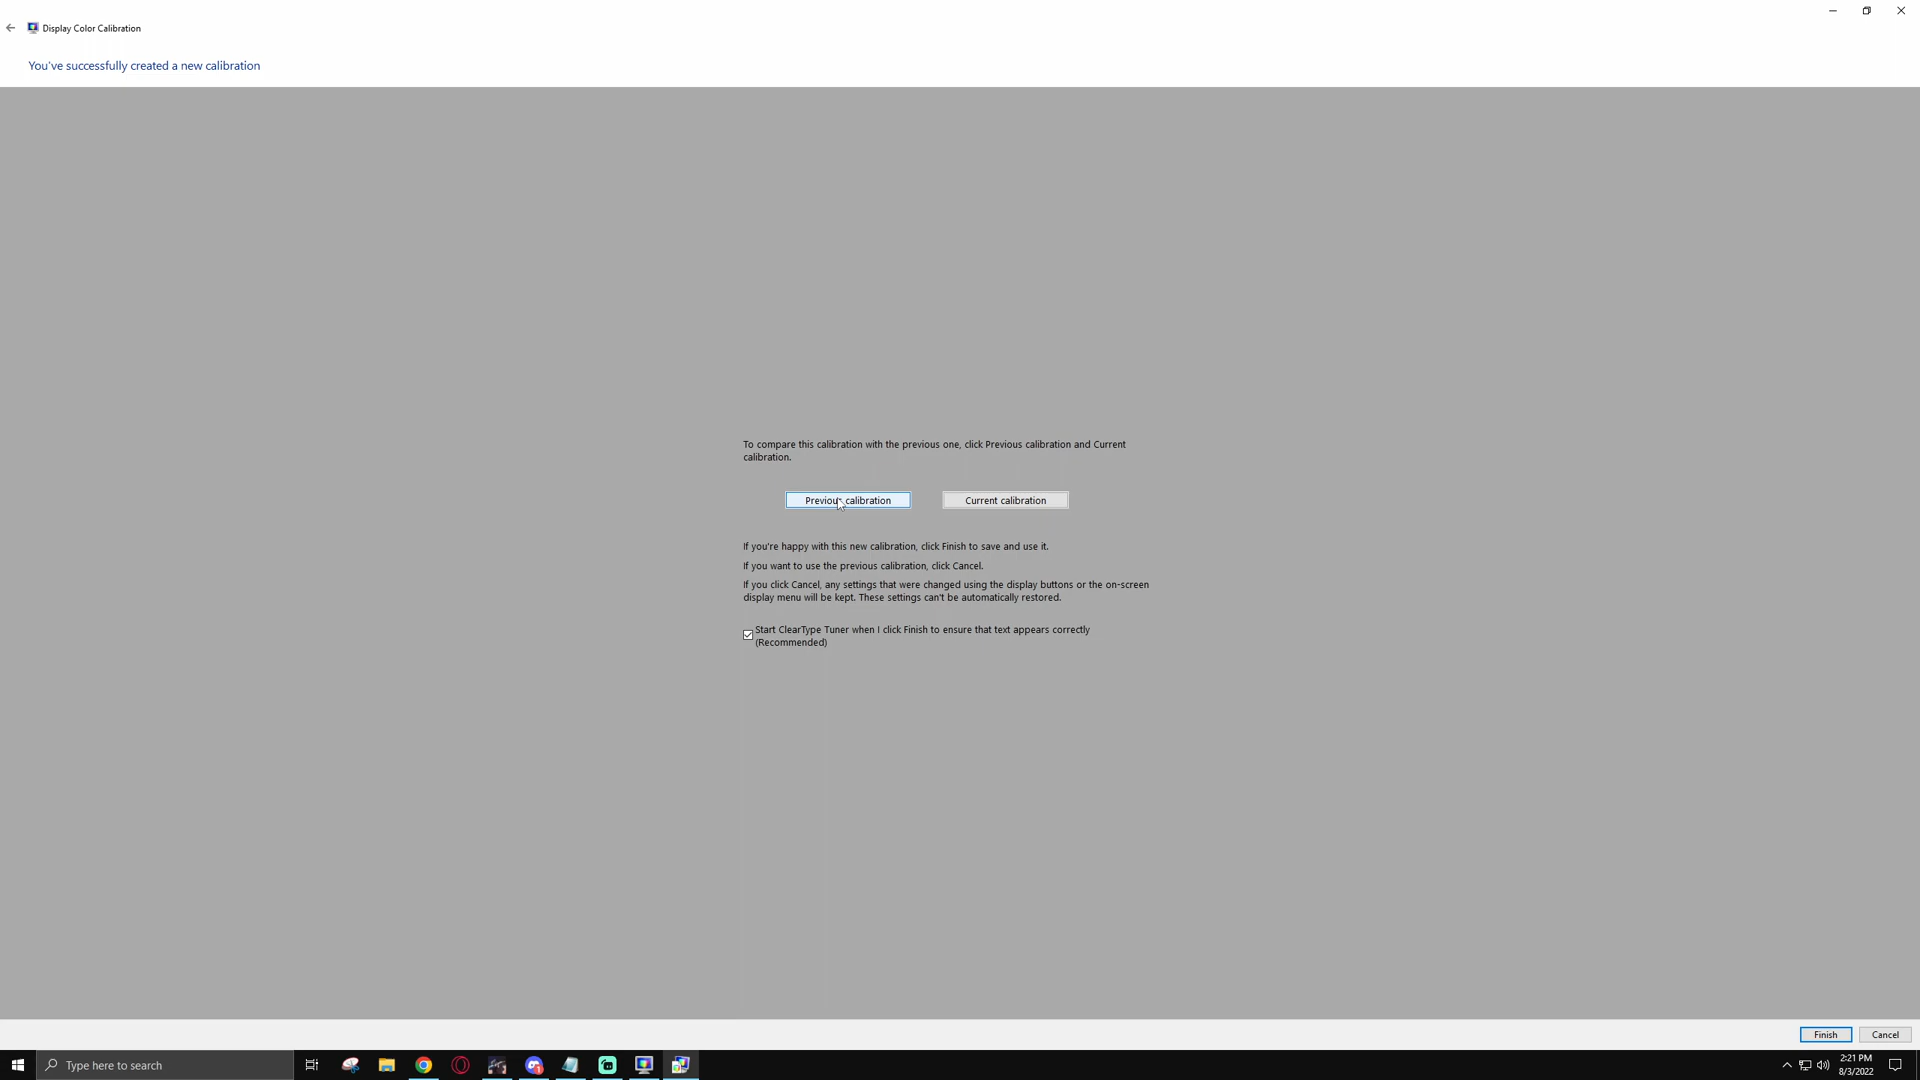 Display Color Calibration
You've successfully created a new calibration
To compare this calibration with the previous one, click Previous calibration and Current
calibration.
Previous calibration
Current calibration
If you're happy with this new calibration, click Finish to save and use it.
If you want to use the previous calibration, click Cancel.
If you click Cancel, any settings that were changed using the display buttons or the on-screen
display menu will be kept. These settings can't be automatically restored.
Start ClearType Tuner when I click Finish to ensure that text appears correctly
(Recommended)
Finish
Cancel
Type here to search
2:21 PM
8/3/2022